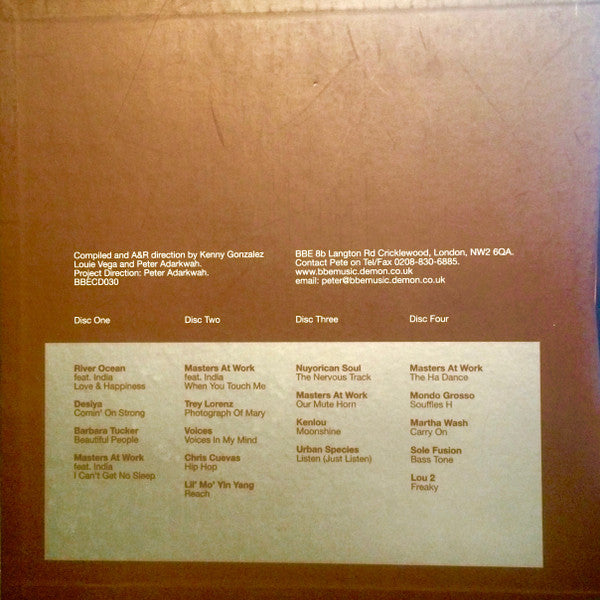 Compiled and A&R direction by Kenny Gonzalez
Louie Vega and Peter Adarkwah.
Project Direction: Peter Adarkwah.
BBECD030
BBE 8b Langton Rd Cricklewood, London, NW2 6QA.
Contact Pete on Tel/Fax 0208-830-6885.
www.bbemusic.demon.co.uk
email: peter@bbemusic.demon.co.uk
Disc One
River Ocean
feat. India
Love & Happiness
Desiya
Comin' On Strong
Barbara Tucker
Beautiful People
Masters At Work
feat. India
I Can't Get No Sleep
Disc Two
Masters At Work
feat. India
When You Touch Me
Trey Lorenz
Photograph Of Mary
Voices
Voices In My Mind
Chris Cuevas
Hip Hop
Lil' Mo' Yin Yang
Reach
Disc Three
Nuyorican Soul
The Nervous Track
Masters At Work
Our Mute Horn
Kenlou
Moonshine
Urban Species
Listen (Just Listen)
Disc Four
Masters At Work
The Ha Dance
Mondo Grosso
Souffles H
Martha Wash
Carry On
Sole Fusion
Bass Tone
Lou 2
Freaky